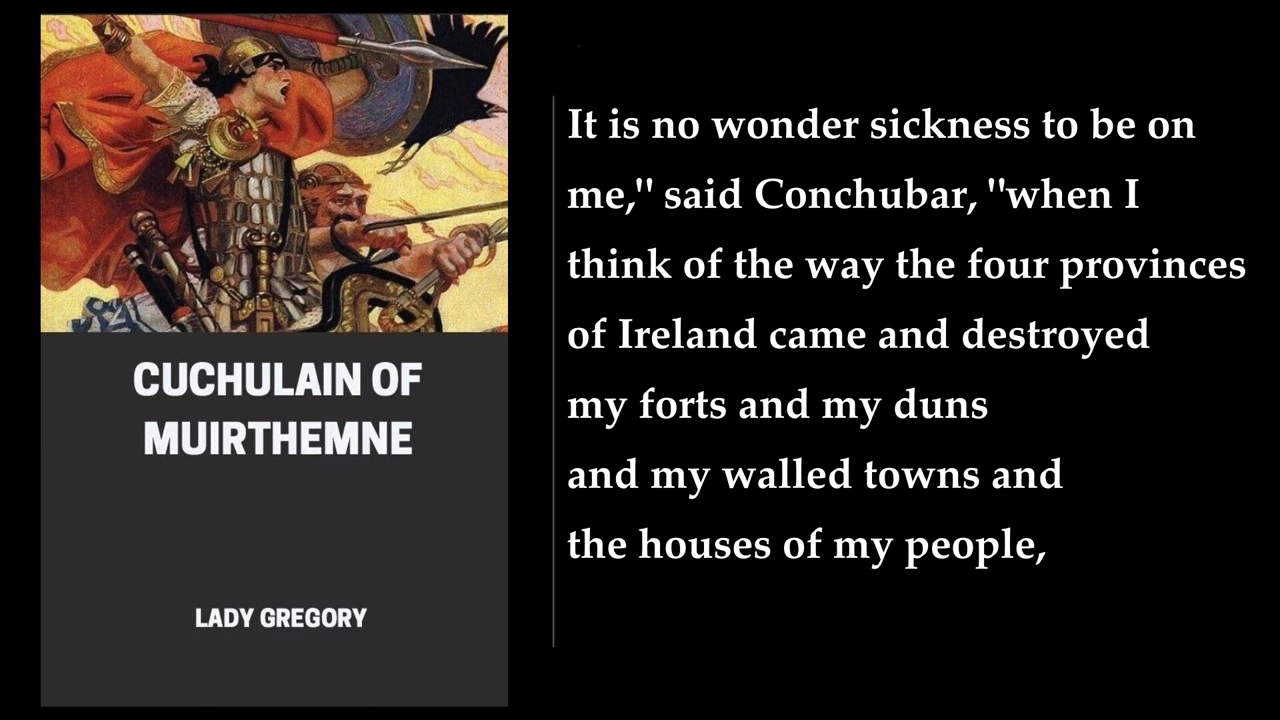 CUCHULAIN OF
MUIRTHEMNE
LADY GREGORY
It is no wonder sickness to be on
me," said Conchubar, "when I
think of the way the four provinces
of Ireland came and destroyed
my forts and my duns
and my walled towns and
the houses of my people,